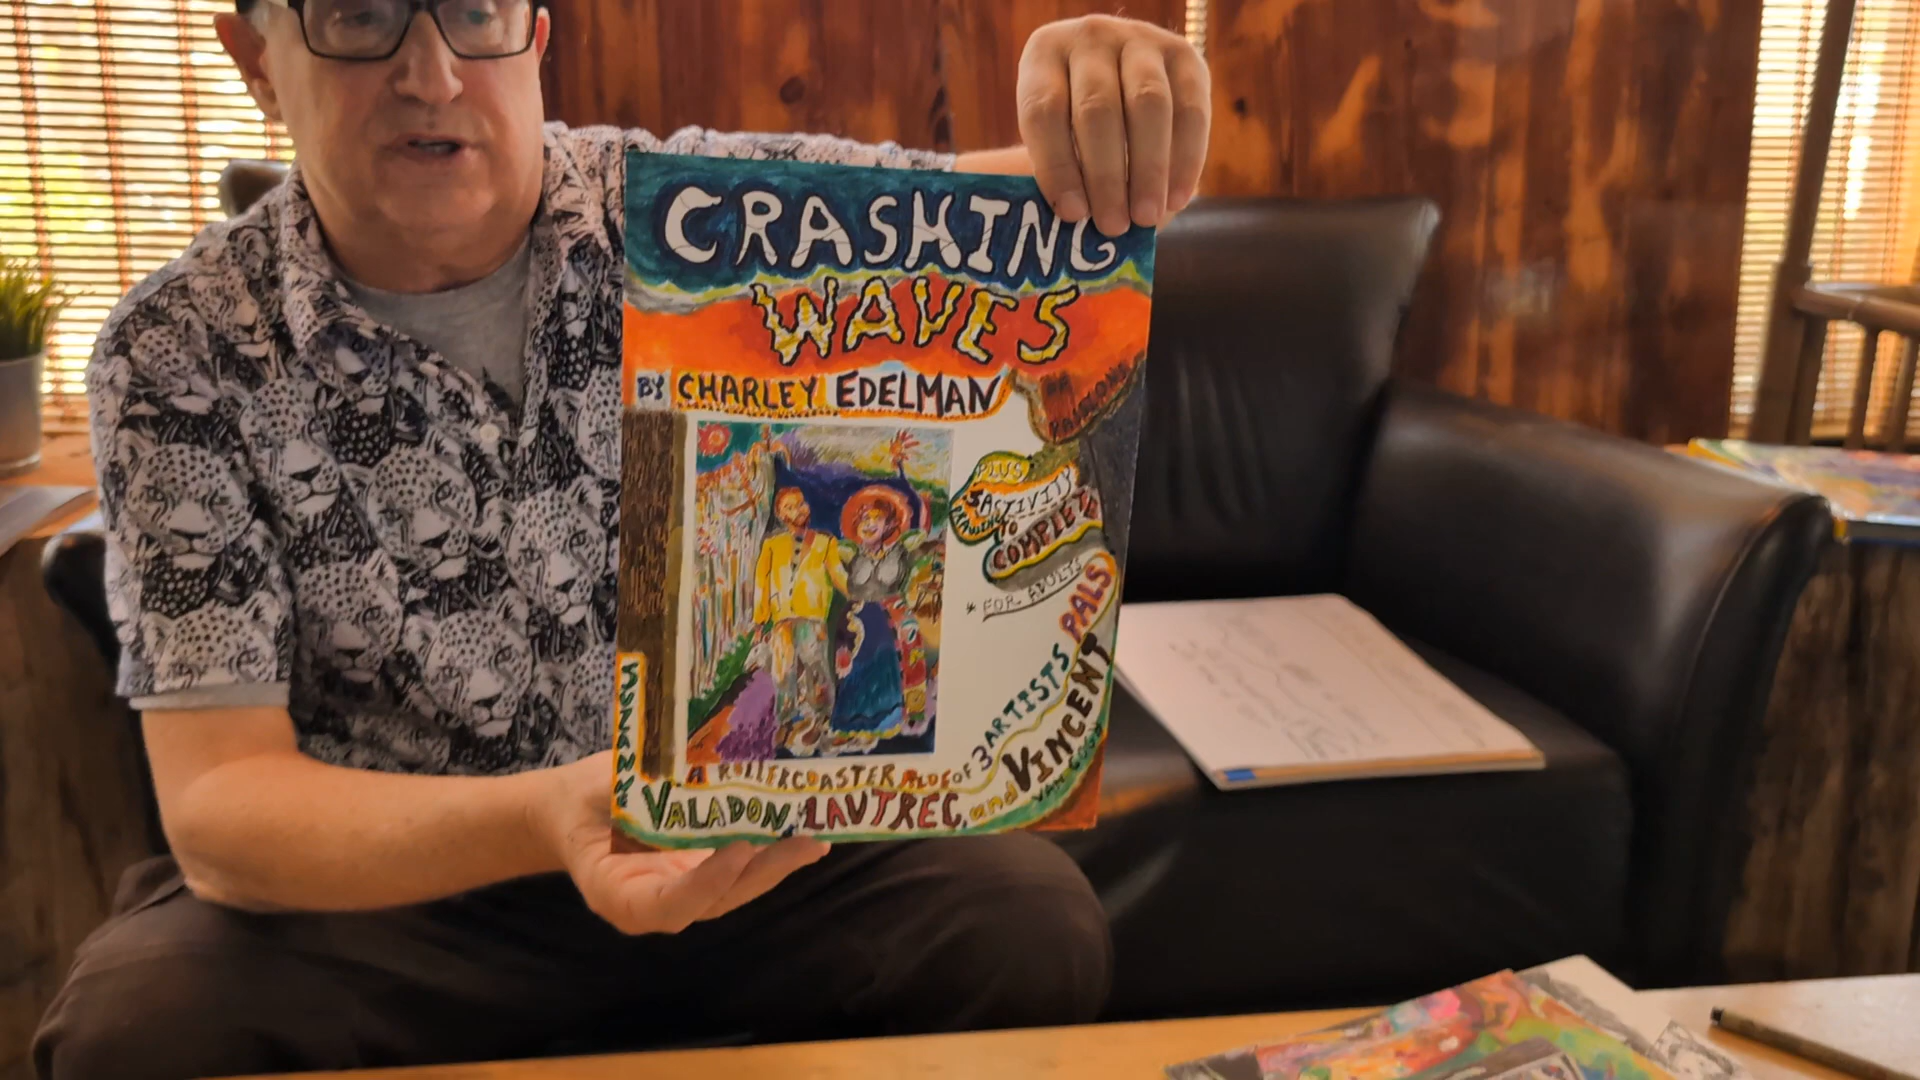 CRASHING
WAVES
BY CHARLEY EDELMAN
PLUS
ACTIVITY
TO
COMPLETE
* FOR ADULTS
A ROLLERCOASTER RIDE OF 3 ARTISTS PALS
VALADON, LAUTREC, and VINCENT
VAN GOGH